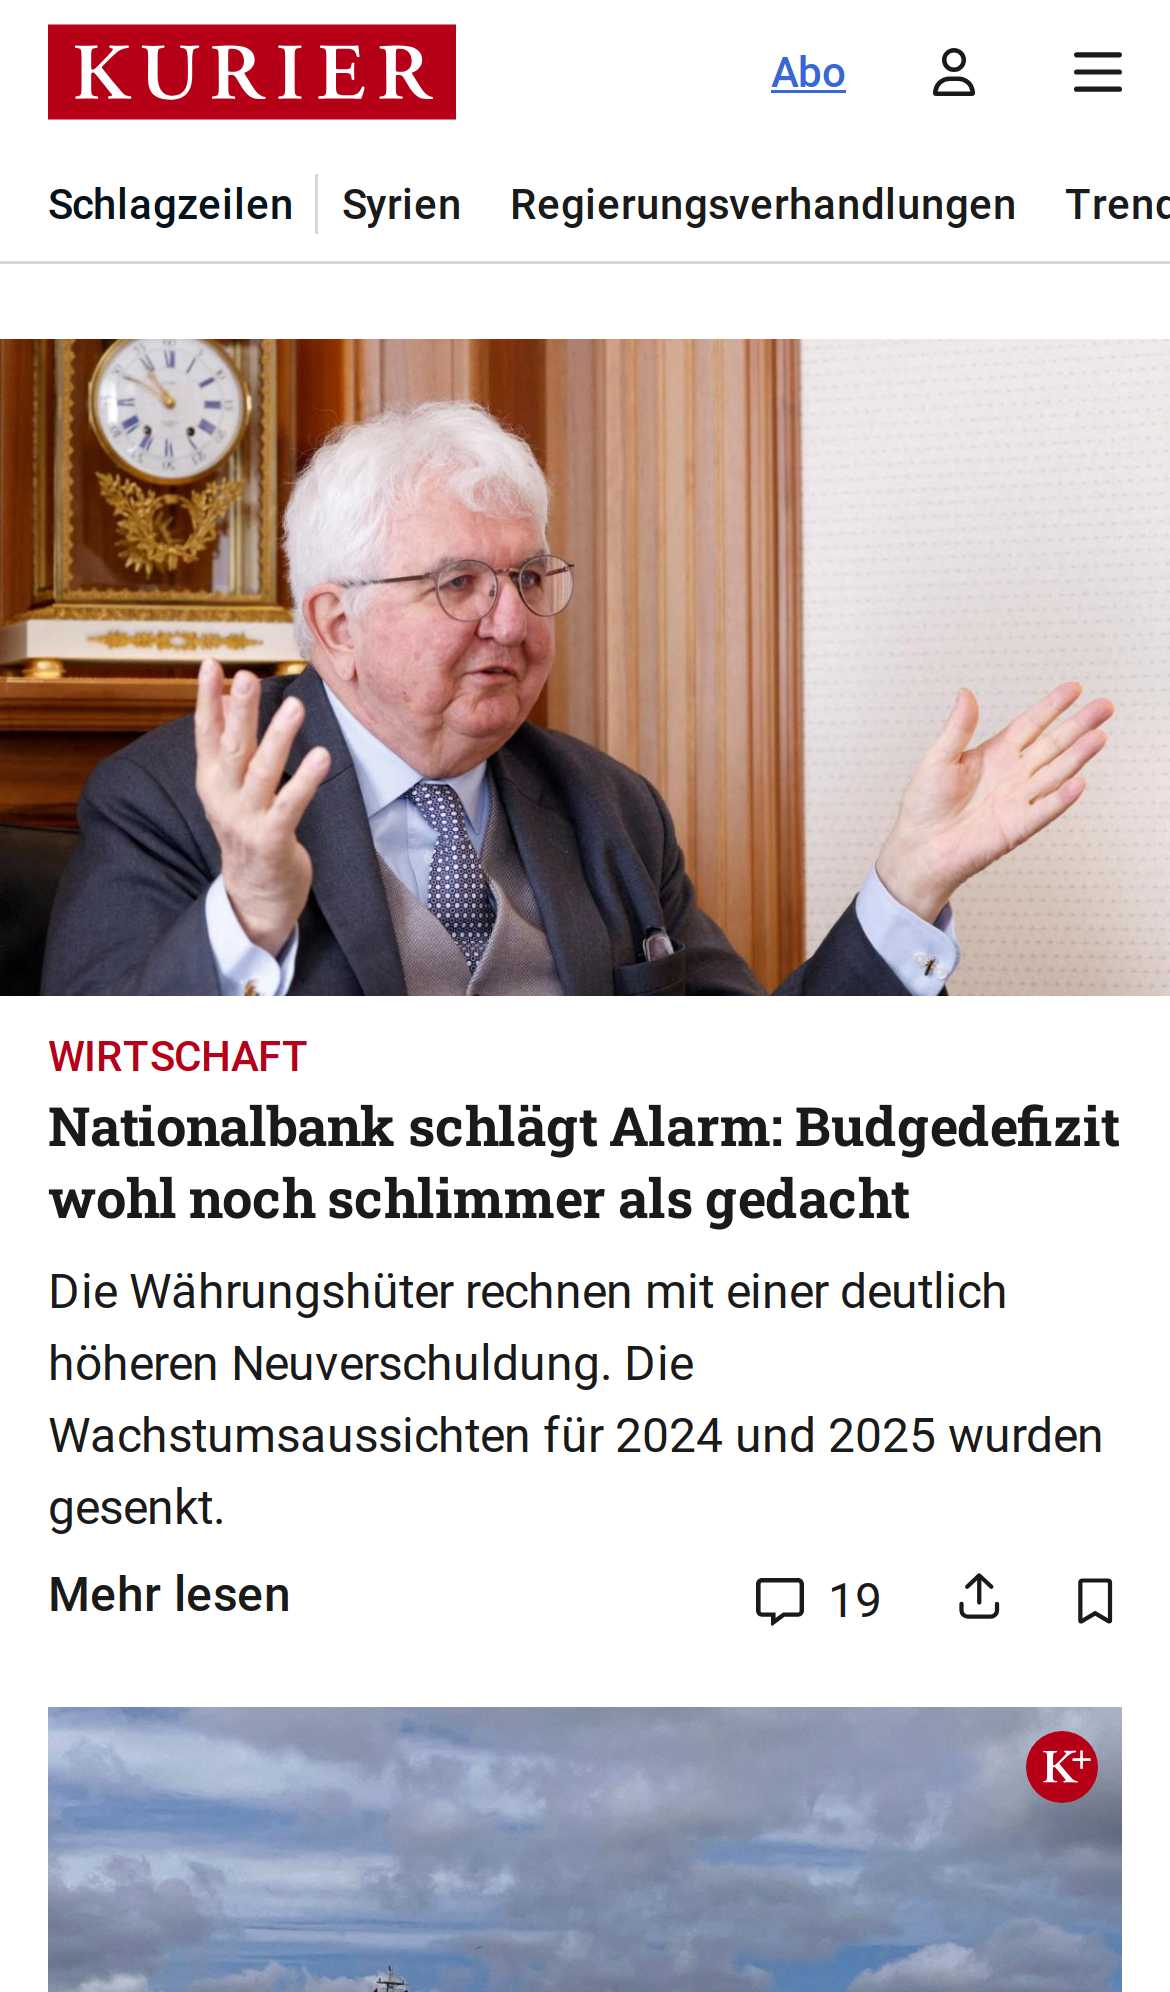 KURIER
Abo
Schlagzeilen
Syrien
Regierungsverhandlungen
Trend
WIRTSCHAFT
Nationalbank schlägt Alarm: Budgedefizit
wohl noch schlimmer als gedacht
Die Währungshüter rechnen mit einer deutlich
höheren Neuverschuldung. Die
Wachstumsaussichten für 2024 und 2025 wurden
gesenkt.
Mehr lesen
19
K+